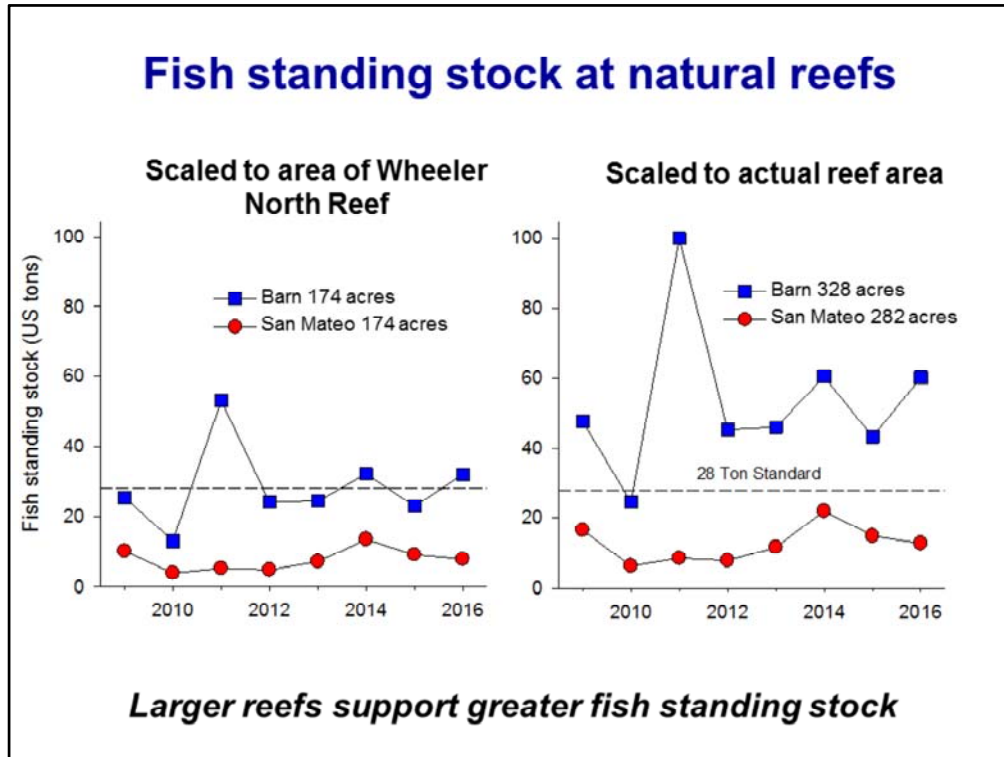 Fish standing stock at natural reefs
Scaled to area of Wheeler
North Reef
Fish standing stock (US tons)
100
80
60
40
20
0
Barn 174 acres
San Mateo 174 acres
2010 2012 2014 2016
Scaled to actual reef area
100
80
60
40
20
0
Barn 328 acres
San Mateo 282 acres
28 Ton Standard
2010 2012 2014 2016
Larger reefs support greater fish standing stock